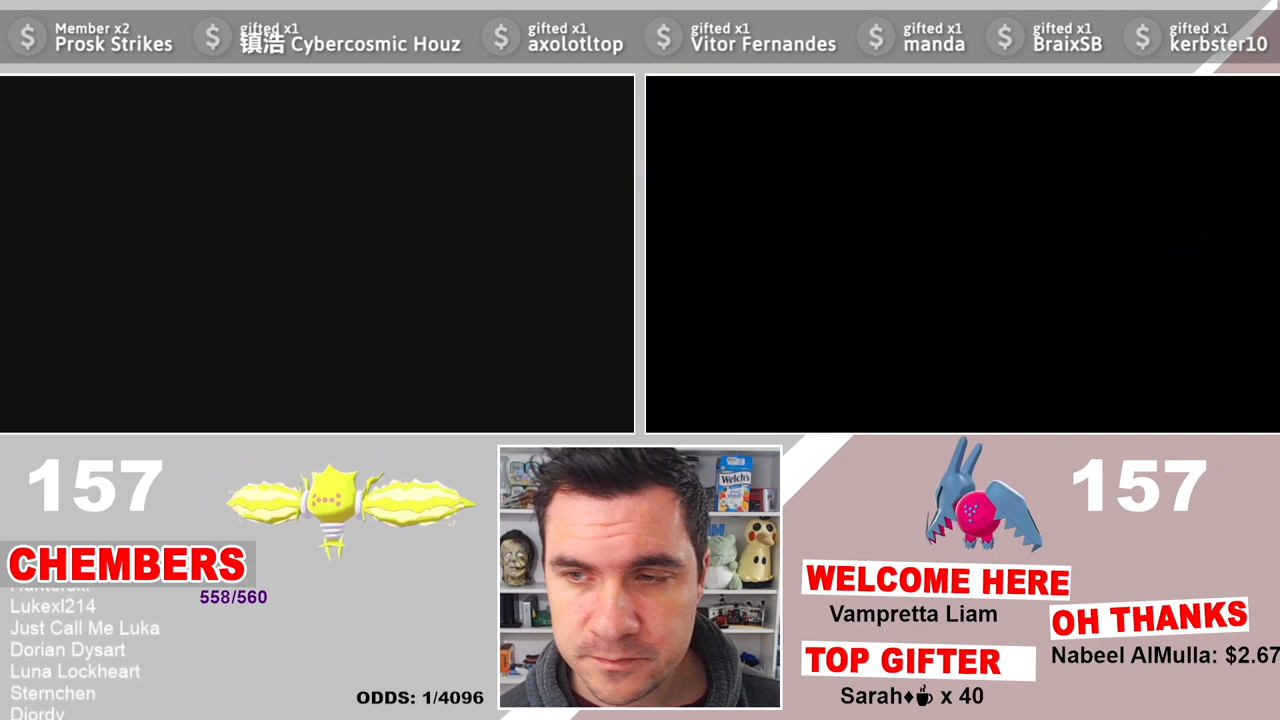 Member x2
Prosk Strikes
gifted x1
镇浩 Cybercosmic Houz
gifted x1
axolotltop
gifted x1
Vitor Fernandes
gifted x1
manda
gifted x1
BraixSB
gifted x1
kerbster10
157
CHEMBERS
558/560
Lukexl214
Just Call Me Luka
Dorian Dysart
Luna Lockheart
Sternchen
Diordy
ODDS: 1/4096
Welch's
157
WELCOME HERE
Vampretta Liam
OH THANKS
Nabeel AlMulla: $2.67
TOP GIFTER
Sarah♦☕ x 40